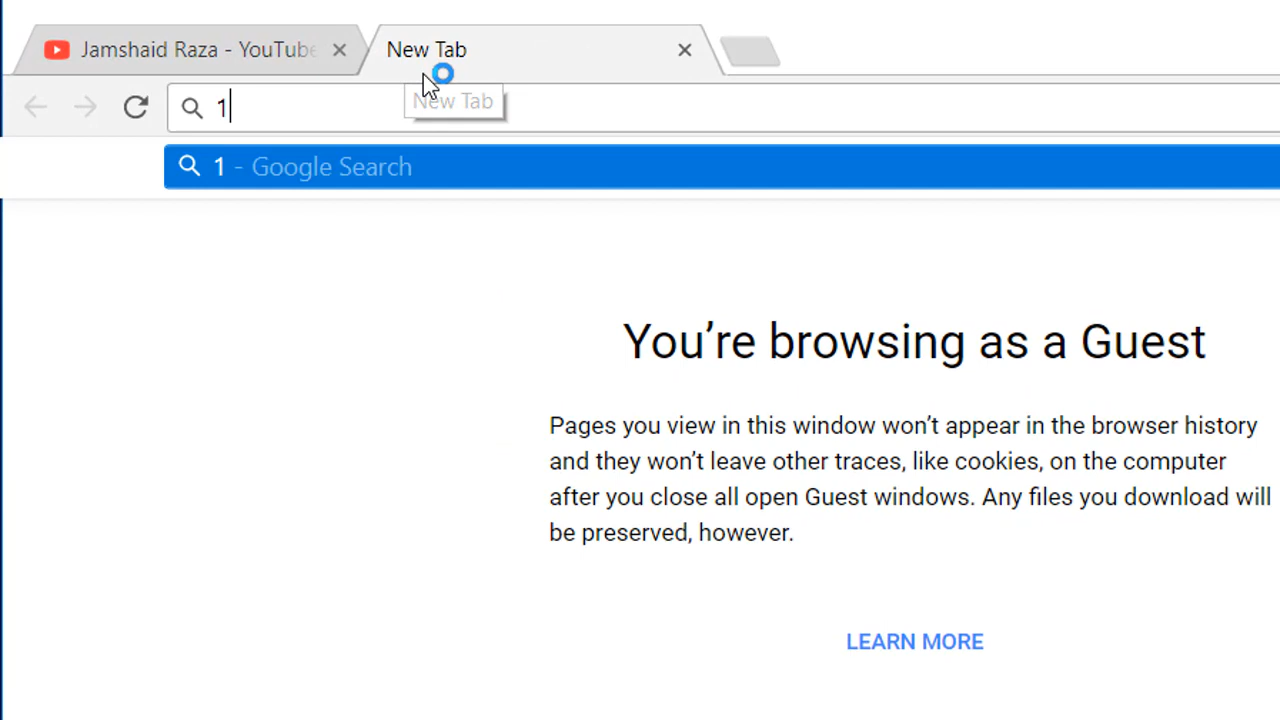 Jamshaid Raza - YouTube
New Tab
1
New Tab
1 - Google Search
You’re browsing as a Guest
Pages you view in this window won’t appear in the browser history
and they won’t leave other traces, like cookies, on the computer
after you close all open Guest windows. Any files you download will
be preserved, however.
LEARN MORE